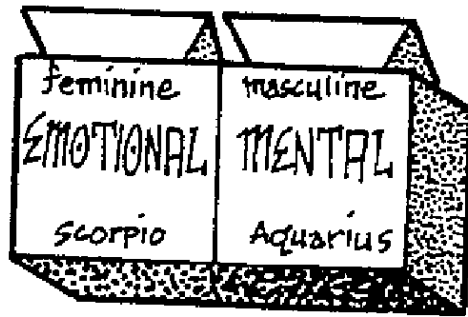 feminine
EMOTIONAL
scorpio
masculine
MENTAL
Aquarius